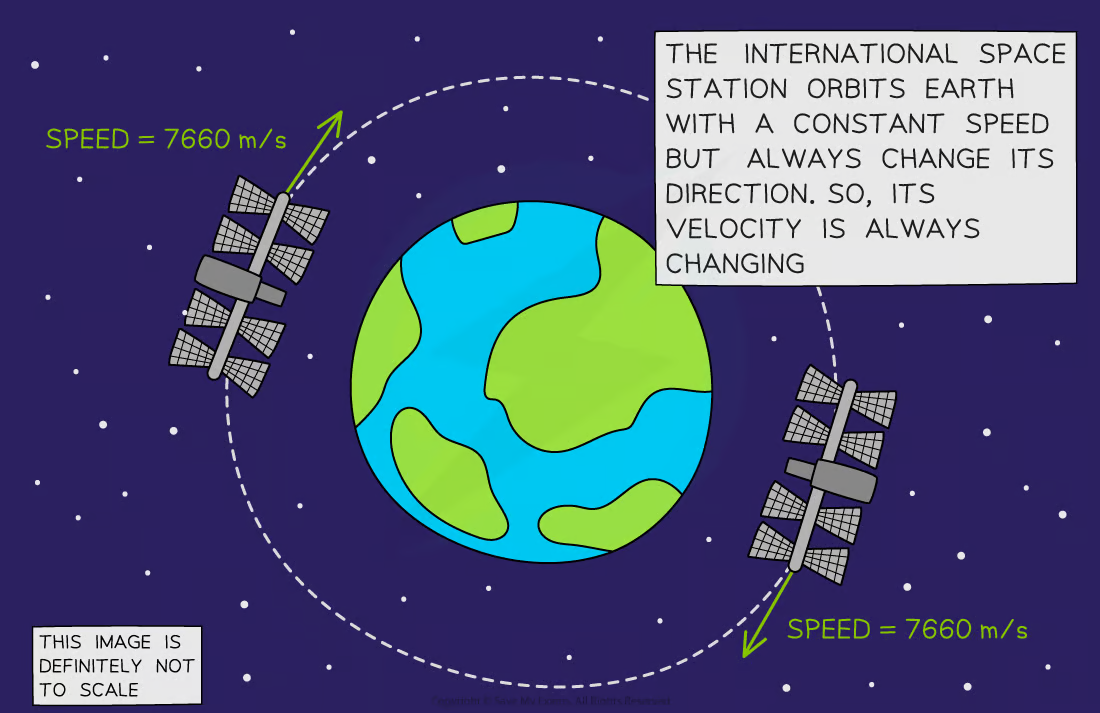 THE INTERNATIONAL SPACE
STATION ORBITS EARTH
WITH A CONSTANT SPEED
BUT ALWAYS CHANGE ITS
DIRECTION. SO, ITS
VELOCITY IS ALWAYS
CHANGING
SPEED = 7660 m/s
SPEED = 7660 m/s
THIS IMAGE IS
DEFINITELY NOT
TO SCALE
Copyright © Save My Exams. All Rights Reserved